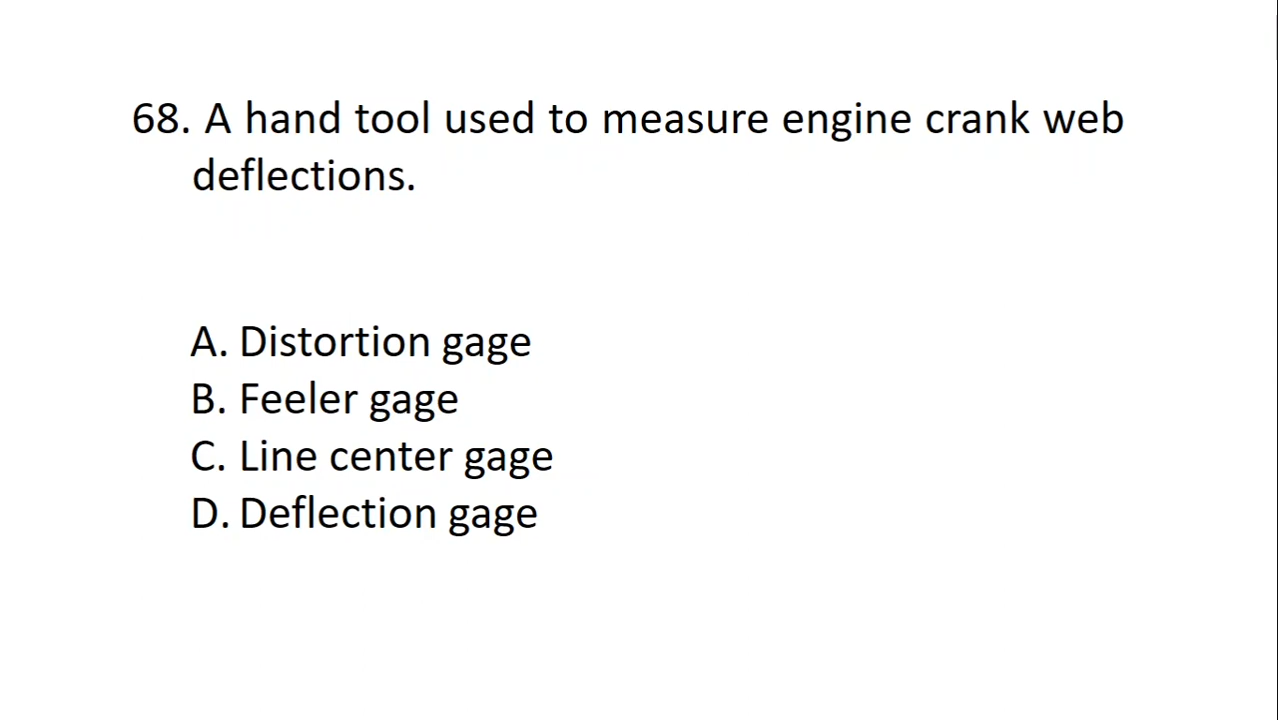 68. A hand tool used to measure engine crank web
deflections.
A. Distortion gage
B. Feeler gage
C. Line center gage
D. Deflection gage